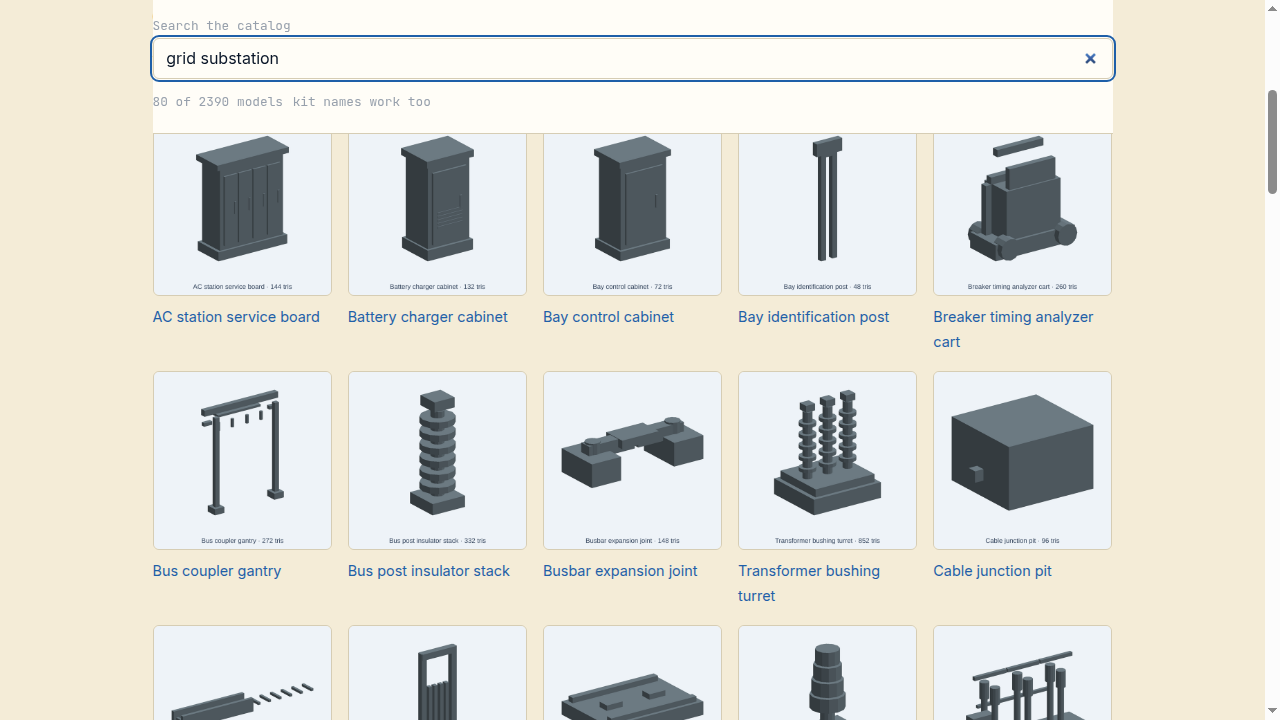 Search the catalog
grid substation
80 of 2390 models kit names work too
AC station service board · 144 tris
Battery charger cabinet · 132 tris
Bay control cabinet · 72 tris
Bay identification post · 48 tris
Breaker timing analyzer cart · 260 tris
AC station service board
Battery charger cabinet
Bay control cabinet
Bay identification post
Breaker timing analyzer
cart
Bus coupler gantry · 272 tris
Bus post insulator stack · 332 tris
Busbar expansion joint · 148 tris
Transformer bushing turret · 852 tris
Cable junction pit · 96 tris
Bus coupler gantry
Bus post insulator stack
Busbar expansion joint
Transformer bushing
turret
Cable junction pit